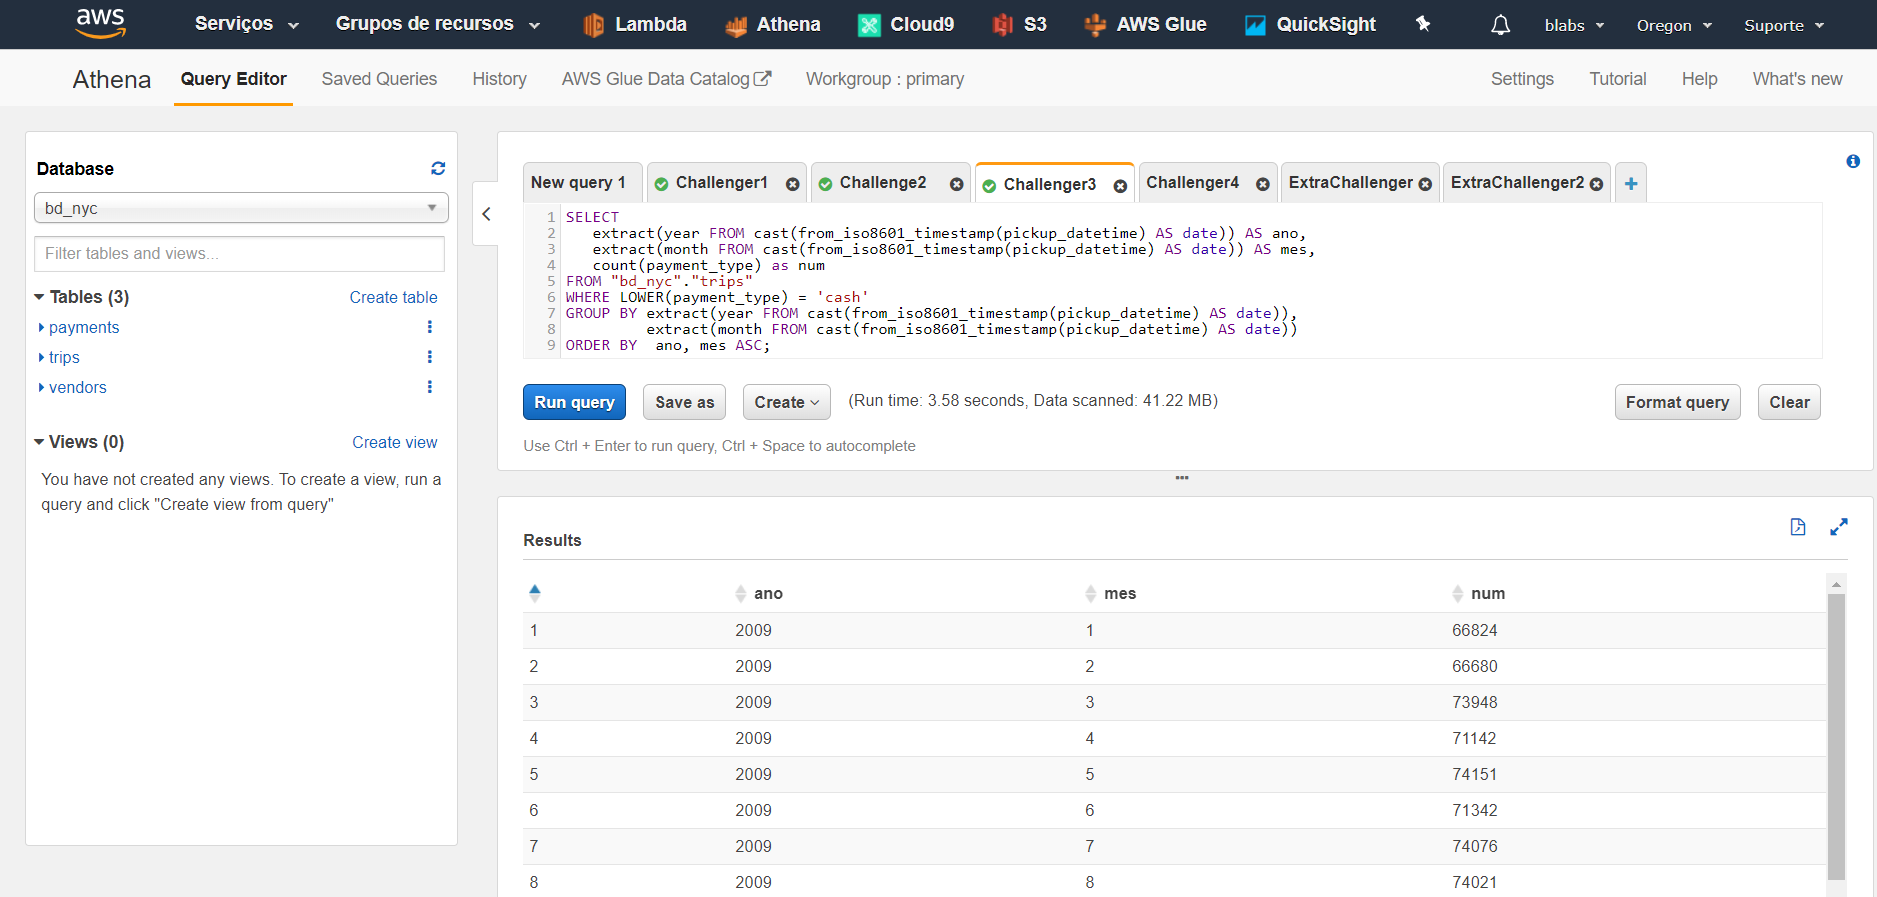 aws Serviços Grupos de recursos Lambda Athena Cloud9 S3 AWS Glue QuickSight blabs Oregon Suporte
Athena Query Editor Saved Queries History AWS Glue Data Catalog Workgroup : primary Settings Tutorial Help What's new
Database
bd_nyc
Filter tables and views...
Tables (3) Create table
payments
trips
vendors
Views (0) Create view
You have not created any views. To create a view, run a
query and click "Create view from query"
New query 1 Challenger1 Challenge2 Challenger3 Challenger4 ExtraChallenger ExtraChallenger2 +
1 SELECT
2 extract(year FROM cast(from_iso8601_timestamp(pickup_datetime) AS date)) AS ano,
3 extract(month FROM cast(from_iso8601_timestamp(pickup_datetime) AS date)) AS mes,
4 count(payment_type) as num
5 FROM "bd_nyc"."trips"
6 WHERE LOWER(payment_type) = 'cash'
7 GROUP BY extract(year FROM cast(from_iso8601_timestamp(pickup_datetime) AS date)),
8 extract(month FROM cast(from_iso8601_timestamp(pickup_datetime) AS date))
9 ORDER BY ano, mes ASC;
Run query Save as Create (Run time: 3.58 seconds, Data scanned: 41.22 MB) Format query Clear
Use Ctrl + Enter to run query, Ctrl + Space to autocomplete
Results
ano mes num
1 2009 1 66824
2 2009 2 66680
3 2009 3 73948
4 2009 4 71142
5 2009 5 74151
6 2009 6 71342
7 2009 7 74076
8 2009 8 74021